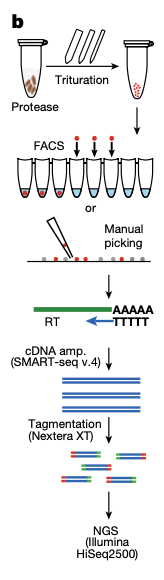 b
Trituration
Protease
FACS
or
Manual
picking
AAAAA
RT
TTTTT
cDNA amp.
(SMART-seq v.4)
Tagmentation
(Nextera XT)
NGS
(Illumina
HiSeq2500)